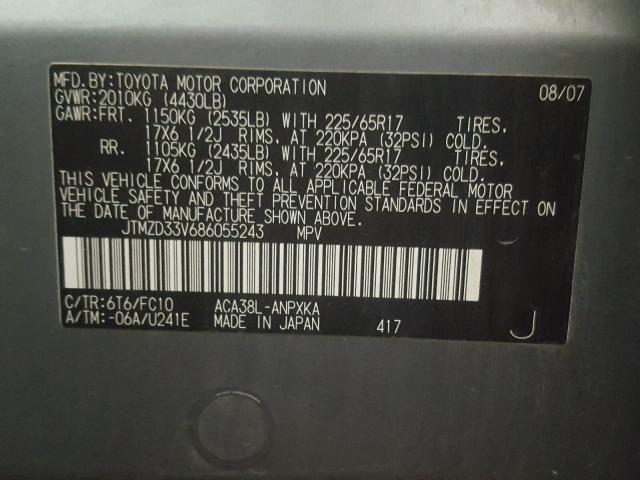 MFD.BY:TOYOTA MOTOR CORPORATION 08/07
GVWR:2010KG (4430LB)
GAWR:FRT. 1150KG (2535LB) WITH 225/65R17 TIRES,
17X6 1/2J RIMS, AT 220KPA (32PSI) COLD.
RR. 1105KG (2435LB) WITH 225/65R17 TIRES,
17X6 1/2J RIMS, AT 220KPA (32PSI) COLD.
THIS VEHICLE CONFORMS TO ALL APPLICABLE FEDERAL MOTOR
VEHICLE SAFETY AND THEFT PREVENTION STANDARDS IN EFFECT ON
THE DATE OF MANUFACTURE SHOWN ABOVE.
JTMZD33V686055243 MPV
C/TR:6T6/FC10 ACA38L-ANPXKA
A/TM:-06A/U241E MADE IN JAPAN 417 J